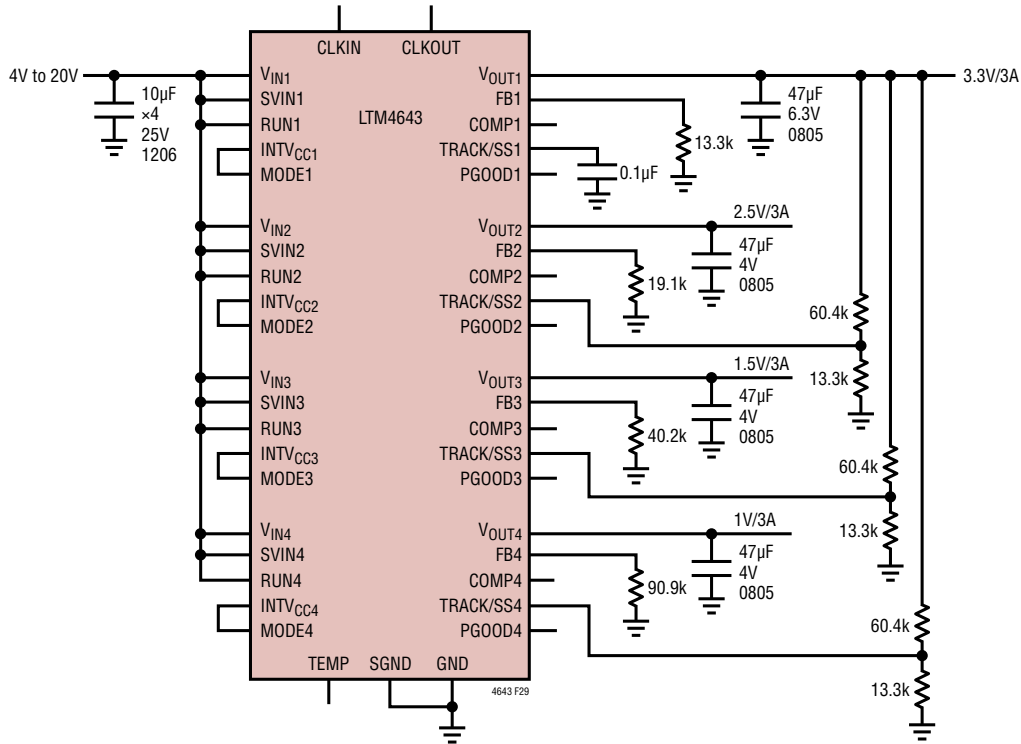 CLKIN CLKOUT
4V to 20V
10µF
×4
25V
1206
LTM4643
VIN1
SVIN1
RUN1
INTVCC1
MODE1
VOUT1
FB1
COMP1
TRACK/SS1
PGOOD1
3.3V/3A
47µF
6.3V
0805
13.3k
0.1µF
VIN2
SVIN2
RUN2
INTVCC2
MODE2
VOUT2
FB2
COMP2
TRACK/SS2
PGOOD2
2.5V/3A
47µF
4V
0805
19.1k
60.4k
13.3k
VIN3
SVIN3
RUN3
INTVCC3
MODE3
VOUT3
FB3
COMP3
TRACK/SS3
PGOOD3
1.5V/3A
47µF
4V
0805
40.2k
60.4k
13.3k
VIN4
SVIN4
RUN4
INTVCC4
MODE4
VOUT4
FB4
COMP4
TRACK/SS4
PGOOD4
1V/3A
47µF
4V
0805
90.9k
60.4k
13.3k
TEMP SGND GND
4643 F29